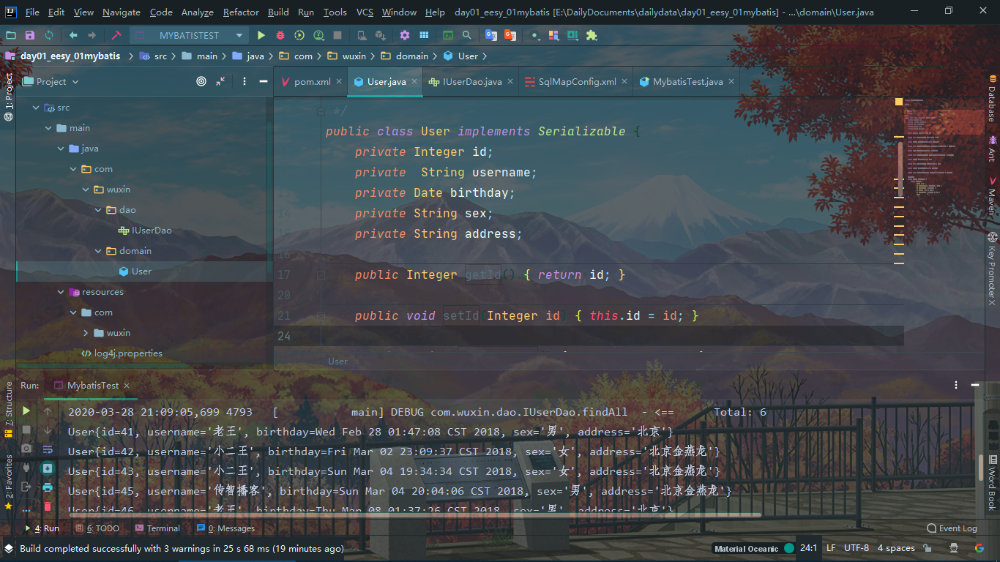 File Edit View Navigate Code Analyze Refactor Build Run Tools VCS Window Help day01_eesy_01mybatis [E:\DailyDocuments\dailydata\day01_eesy_01mybatis] - ...\domain\User.java
MYBATISTEST
day01_eesy_01mybatis src main java com wuxin domain User
1: Project
Project
src
main
java
com
wuxin
dao
IUserDao
domain
User
resources
com
wuxin
log4j.properties
pom.xml User.java IUserDao.java SqlMapConfig.xml MybatisTest.java
*/
public class User implements Serializable {
private Integer id;
private String username;
private Date birthday;
14 private String sex;
private String address;
16
17 public Integer getId() { return id; }
20
21 public void setId(Integer id) { this.id = id; }
24
User
Database
Ant
Maven
Key Promoter X
Word Book
7: Structure
2: Favorites
Run: MybatisTest
2020-03-28 21:09:05,699 4793 [ main] DEBUG com.wuxin.dao.IUserDao.findAll - <== Total: 6
User{id=41, username='老王', birthday=Wed Feb 28 01:47:08 CST 2018, sex='男', address='北京'}
User{id=42, username='小二王', birthday=Fri Mar 02 23:09:37 CST 2018, sex='女', address='北京金燕龙'}
User{id=43, username='小二王', birthday=Sun Mar 04 19:34:34 CST 2018, sex='女', address='北京金燕龙'}
User{id=45, username='传智播客', birthday=Sun Mar 04 20:04:06 CST 2018, sex='男', address='北京金燕龙'}
User{id=46, username='老王', birthday=Thu Mar 08 01:37:26 CST 2018, sex='男', address='北京'}
4: Run 6: TODO Terminal 0: Messages Event Log
Build completed successfully with 3 warnings in 25 s 68 ms (19 minutes ago) Material Oceanic 24:1 LF UTF-8 4 spaces